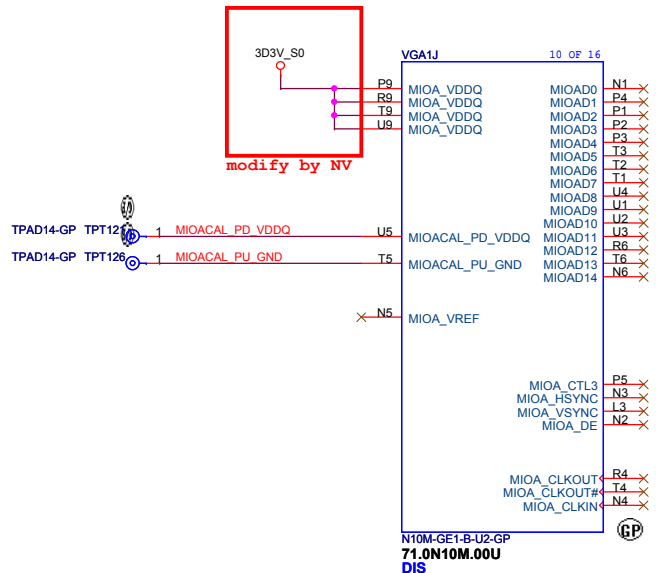 3D3V_S0
modify by NV
VGA1J
10 OF 16
P9 MIOA_VDDQ
R9 MIOA_VDDQ
T9 MIOA_VDDQ
U9 MIOA_VDDQ
MIOAD0 N1
MIOAD1 P4
MIOAD2 P1
MIOAD3 P2
MIOAD4 P3
MIOAD5 T3
MIOAD6 T2
MIOAD7 T1
MIOAD8 U4
MIOAD9 U1
MIOAD10 U2
MIOAD11 U3
MIOAD12 R6
MIOAD13 T6
MIOAD14 N6
TPAD14-GP 1 MIOACAL_PD_VDDQ U5 MIOACAL_PD_VDDQ
TPAD14-GP TPT126 1 MIOACAL_PU_GND T5 MIOACAL_PU_GND
N5 MIOA_VREF
MIOA_CTL3 P5
MIOA_HSYNC N3
MIOA_VSYNC L3
MIOA_DE N2
MIOA_CLKOUT R4
MIOA_CLKOUT# T4
MIOA_CLKIN N4
GP
N10M-GE1-B-U2-GP
71.0N10M.00U
DIS